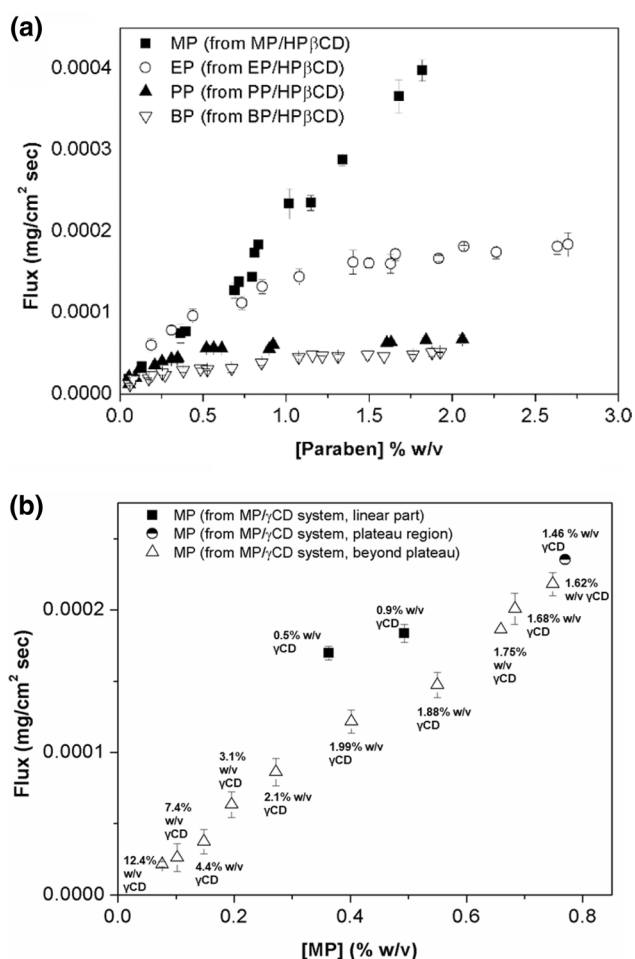 (a)
MP (from MP/HPβCD)
EP (from EP/HPβCD)
PP (from PP/HPβCD)
BP (from BP/HPβCD)
0.0004
0.0003
0.0002
0.0001
0.0000
Flux (mg/cm² sec)
0.0 0.5 1.0 1.5 2.0 2.5 3.0
[Paraben] % w/v
(b)
MP (from MP/γCD system, linear part)
MP (from MP/γCD system, plateau region)
MP (from MP/γCD system, beyond plateau)
1.46 % w/v
γCD
1.62%
w/v γCD
1.68% w/v
γCD
1.75%
w/v
γCD
0.9% w/v
γCD
0.5% w/v
γCD
1.88% w/v
γCD
1.99% w/v
γCD
3.1%
w/v
γCD
2.1% w/v
γCD
7.4%
w/v
γCD
4.4% w/v
γCD
12.4%
w/v
γCD
0.0002
0.0001
0.0000
Flux (mg/cm² sec)
0.0 0.2 0.4 0.6 0.8
[MP] (% w/v)